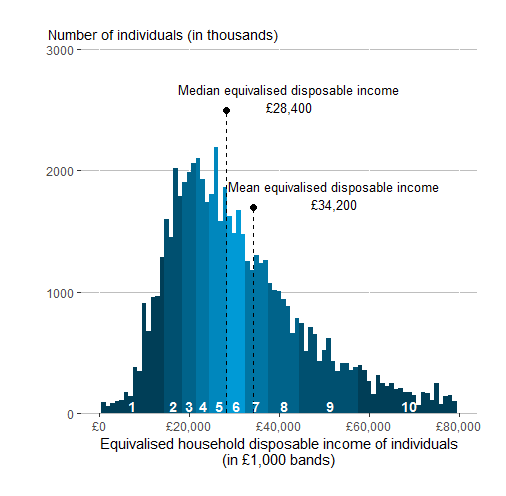 Number of individuals (in thousands)
3000
Median equivalised disposable income
£28,400
2000
Mean equivalised disposable income
£34,200
1000
0
1 2 3 4 5 6 7 8 9 10
£0 £20,000 £40,000 £60,000 £80,000
Equivalised household disposable income of individuals
(in £1,000 bands)